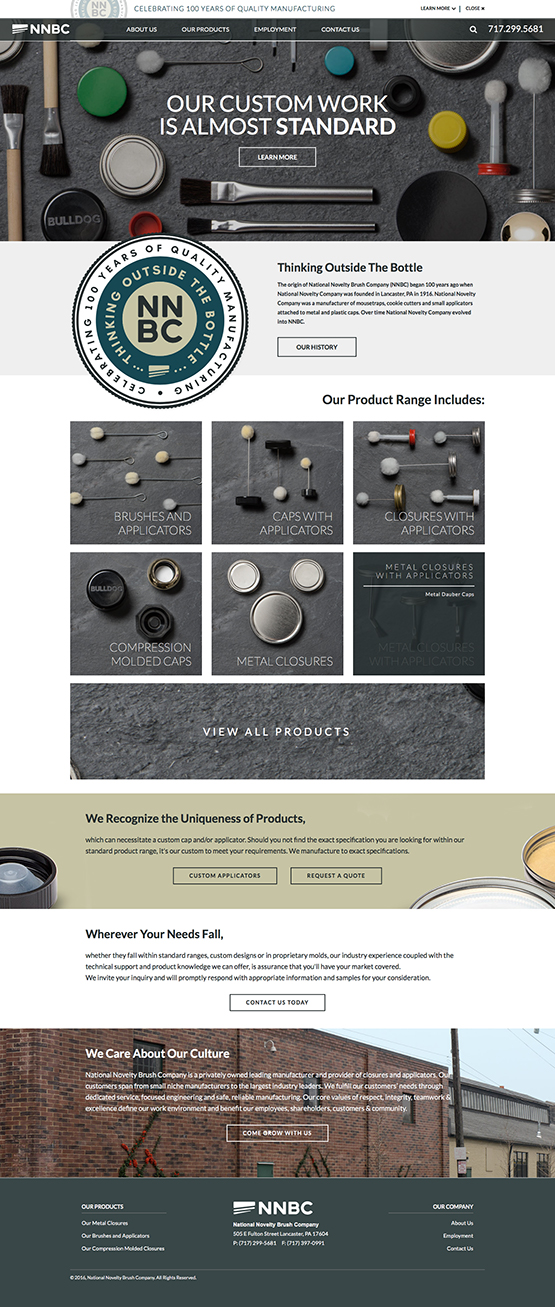 CELEBRATING 100 YEARS OF QUALITY MANUFACTURING
LEARN MORE | CLOSE ✖
NNBC
ABOUT US OUR PRODUCTS EMPLOYMENT CONTACT US
717.299.5681
OUR CUSTOM WORK
IS ALMOST STANDARD
LEARN MORE
BULLDOG
CELEBRATING 100 YEARS OF QUALITY MANUFACTURING
THINKING OUTSIDE THE BOTTLE
NN
BC
Thinking Outside The Bottle
The origin of National Novelty Brush Company (NNBC) began 100 years ago when
National Novelty Company was founded in Lancaster, PA in 1916. National Novelty
Company was a manufacturer of mousetraps, cookie cutters and small applicators
attached to metal and plastic caps. Over time National Novelty Company evolved
into NNBC.
OUR HISTORY
Our Product Range Includes:
BRUSHES AND
APPLICATORS
CAPS WITH
APPLICATORS
CLOSURES WITH
APPLICATORS
BULLDOG
COMPRESSION
MOLDED CAPS
METAL CLOSURES
METAL CLOSURES
WITH APPLICATORS
Metal Dauber Caps
METAL CLOSURES
WITH APPLICATORS
VIEW ALL PRODUCTS
We Recognize the Uniqueness of Products,
which can necessitate a custom cap and/or applicator. Should you not find the exact specification you are looking for within our
standard product range, it's our custom to meet your requirements. We manufacture to exact specifications.
CUSTOM APPLICATORS
REQUEST A QUOTE
Wherever Your Needs Fall,
whether they fall within standard ranges, custom designs or in proprietary molds, our industry experience coupled with the
technical support and product knowledge we can offer, is assurance that you'll have your market covered.
We invite your inquiry and will promptly respond with appropriate information and samples for your consideration.
CONTACT US TODAY
We Care About Our Culture
National Novelty Brush Company is a privately owned leading manufacturer and provider of closures and applicators. Our
customers span from small niche manufacturers to the largest industry leaders. We fulfill our customers' needs through
dedicated service, focused engineering and safe, reliable manufacturing. Our core values of respect, integrity, teamwork &
excellence define our work environment and benefit our employees, shareholders, customers & community.
COME GROW WITH US
OUR PRODUCTS
Our Metal Closures
Our Brushes and Applicators
Our Compression Molded Closures
NNBC
National Novelty Brush Company
505 E Fulton Street Lancaster, PA 17604
P: (717) 299-5681 F: (717) 397-0991
OUR COMPANY
About Us
Employment
Contact Us
© 2016, National Novelty Brush Company, All Rights Reserved.